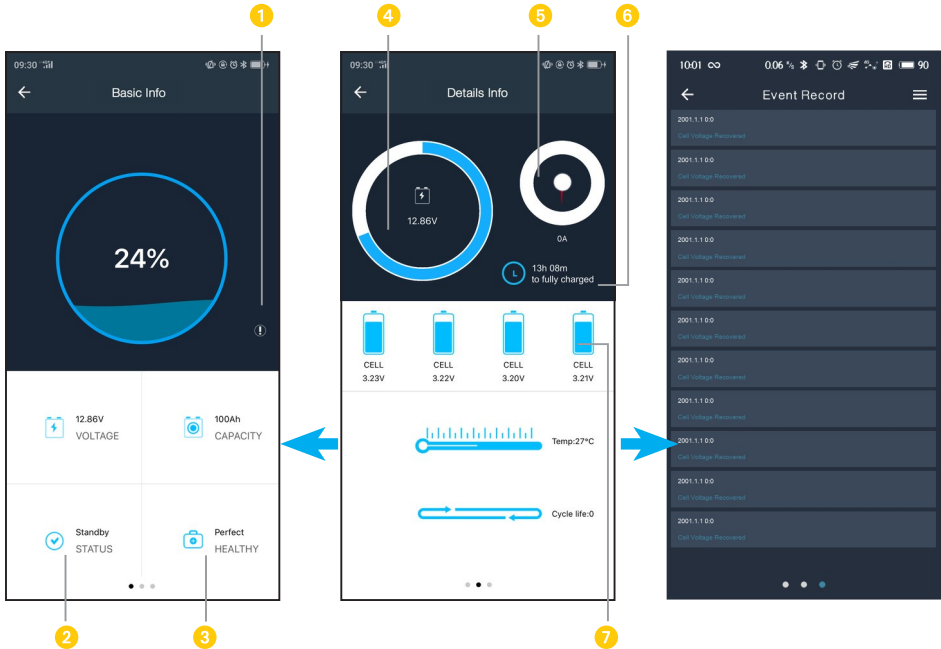 1
4
5
6
09:30
Basic Info
24%
12.86V
VOLTAGE
100Ah
CAPACITY
Standby
STATUS
Perfect
HEALTHY
2
3
09:30
Details Info
12.86V
0A
13h 08m
to fully charged
CELL
3.23V
CELL
3.22V
CELL
3.20V
CELL
3.21V
Temp:27°C
Cycle life:0
7
10:01
0.06
90
Event Record
2001.1.1 0:0
Cell Voltage Recovered
2001.1.1 0:0
Cell Voltage Recovered
2001.1.1 0:0
Cell Voltage Recovered
2001.1.1 0:0
Cell Voltage Recovered
2001.1.1 0:0
Cell Voltage Recovered
2001.1.1 0:0
Cell Voltage Recovered
2001.1.1 0:0
Cell Voltage Recovered
2001.1.1 0:0
Cell Voltage Recovered
2001.1.1 0:0
Cell Voltage Recovered
2001.1.1 0:0
Cell Voltage Recovered
2001.1.1 0:0
Cell Voltage Recovered